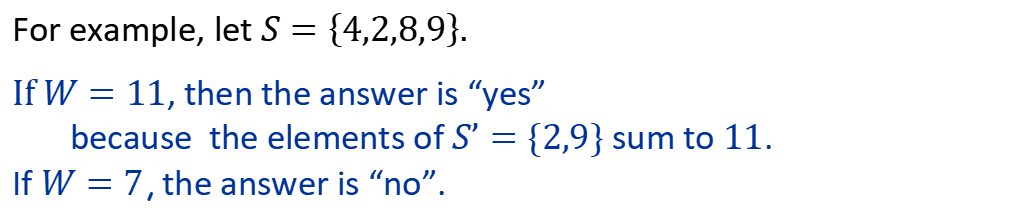 For example, let S = {4,2,8,9}.
If W = 11, then the answer is “yes”
because the elements of S’ = {2,9} sum to 11.
If W = 7, the answer is “no”.